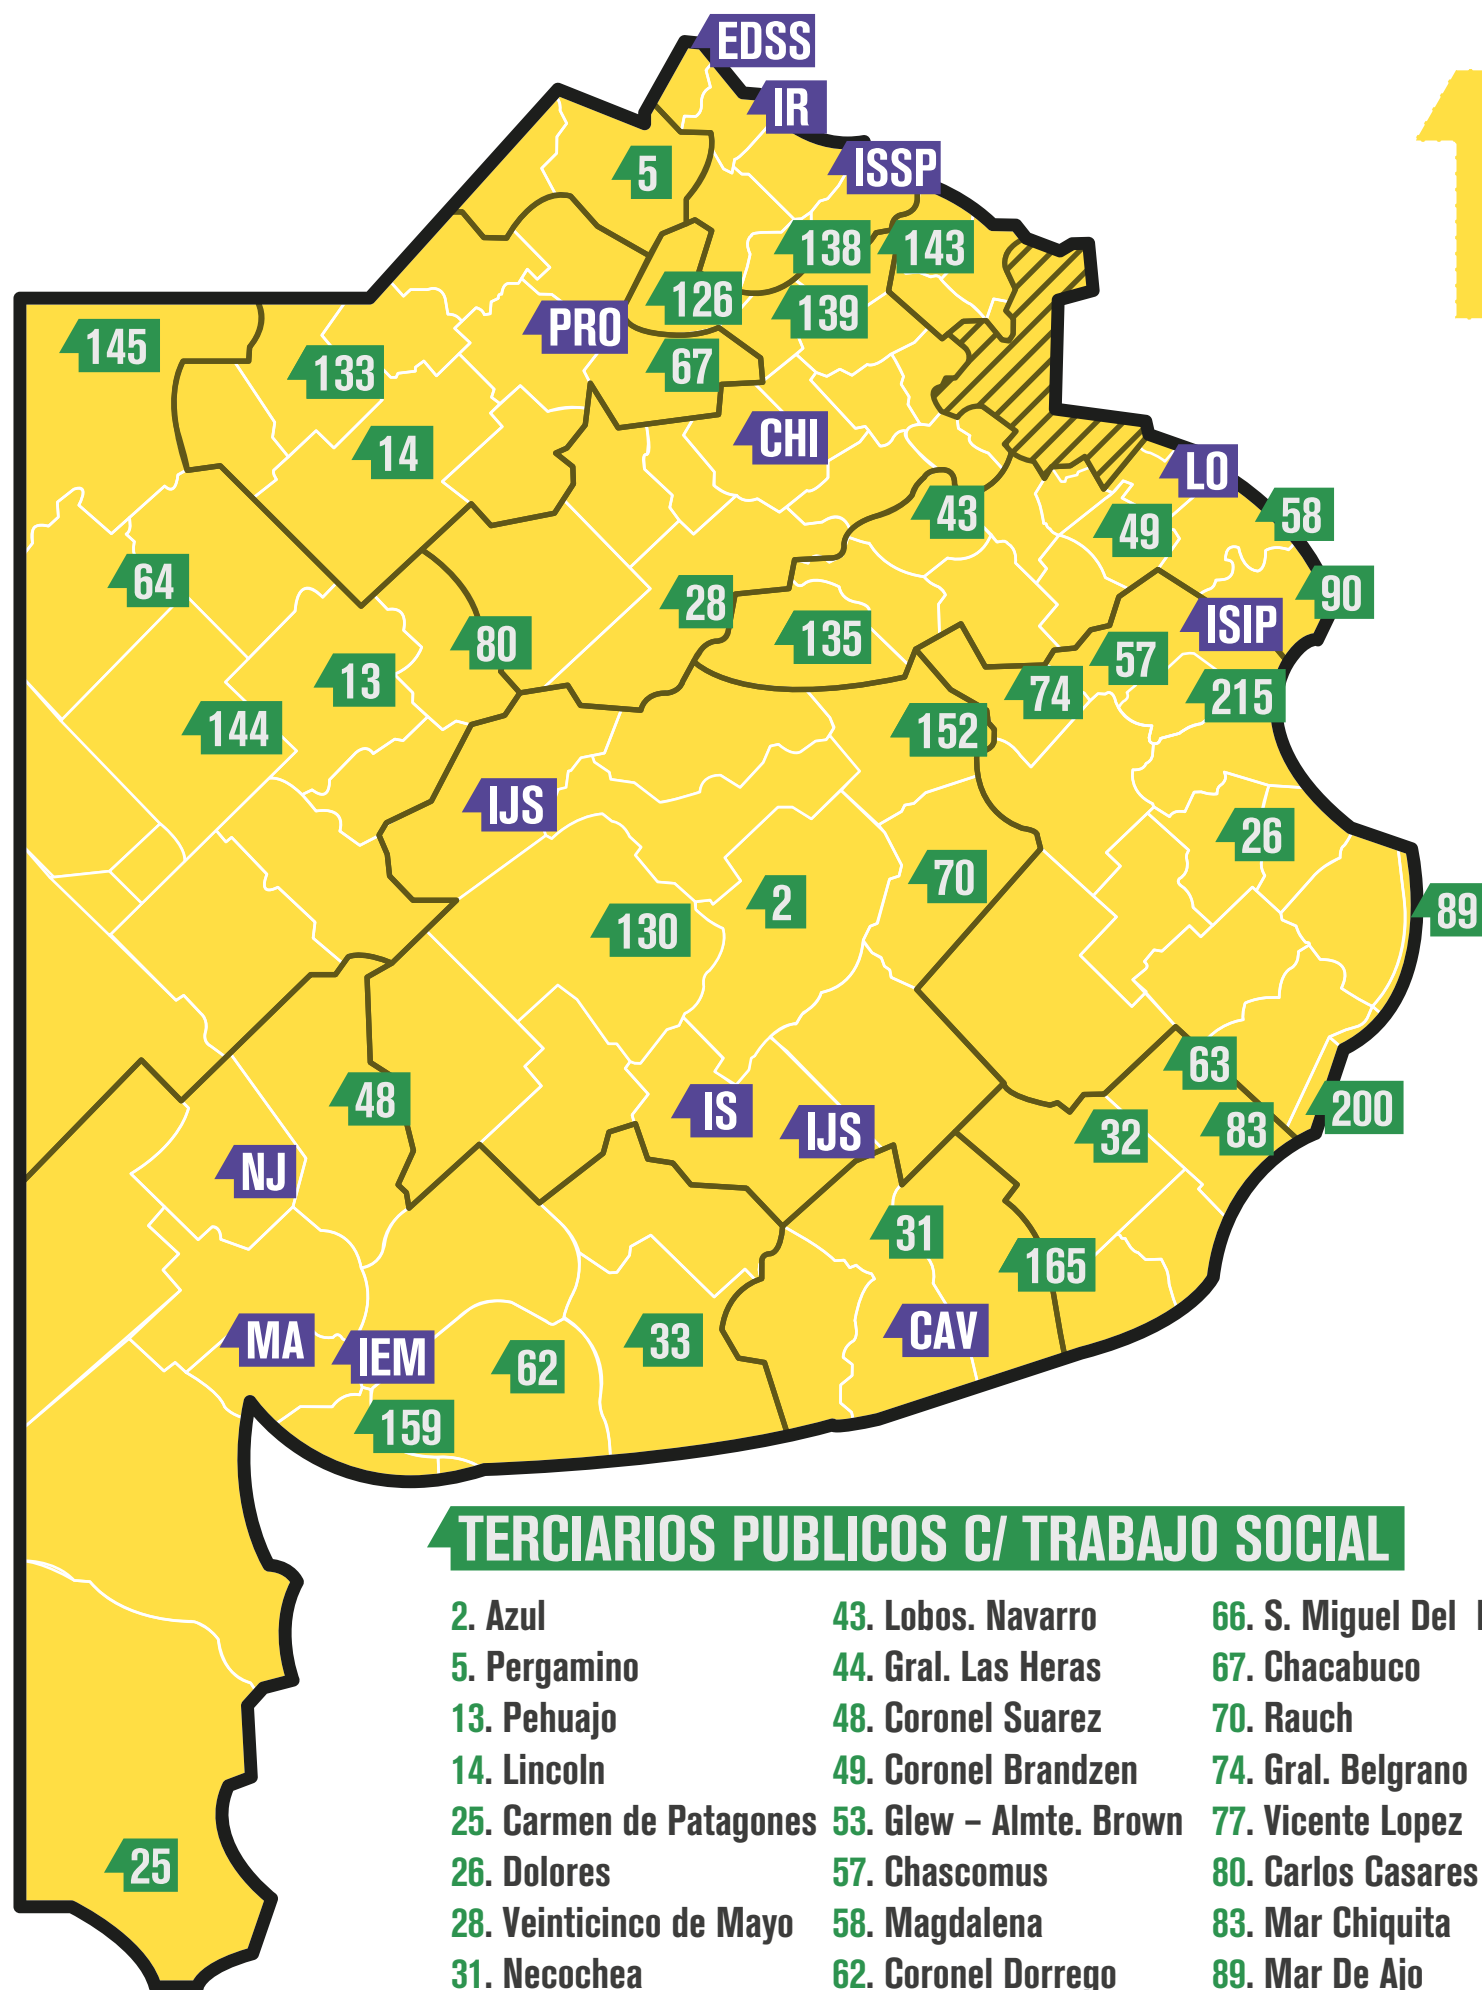 EDSS
IR
ISSP
5
138
143
126
139
PRO
145
133
67
CHI
14
LO
43
58
49
64
90
28
ISIP
80
135
57
13
74
215
144
152
IJS
26
70
2
89
130
63
48
200
IS
IJS
32
83
NJ
31
165
CAV
33
MA
IEM
62
159
25
TERCIARIOS PUBLICOS C/ TRABAJO SOCIAL
2. Azul
5. Pergamino
13. Pehuajo
14. Lincoln
25. Carmen de Patagones
26. Dolores
28. Veinticinco de Mayo
31. Necochea
43. Lobos. Navarro
44. Gral. Las Heras
48. Coronel Suarez
49. Coronel Brandzen
53. Glew – Almte. Brown
57. Chascomus
58. Magdalena
62. Coronel Dorrego
66. S. Miguel Del
67. Chacabuco
70. Rauch
74. Gral. Belgrano
77. Vicente Lopez
80. Carlos Casares
83. Mar Chiquita
89. Mar De Ajo